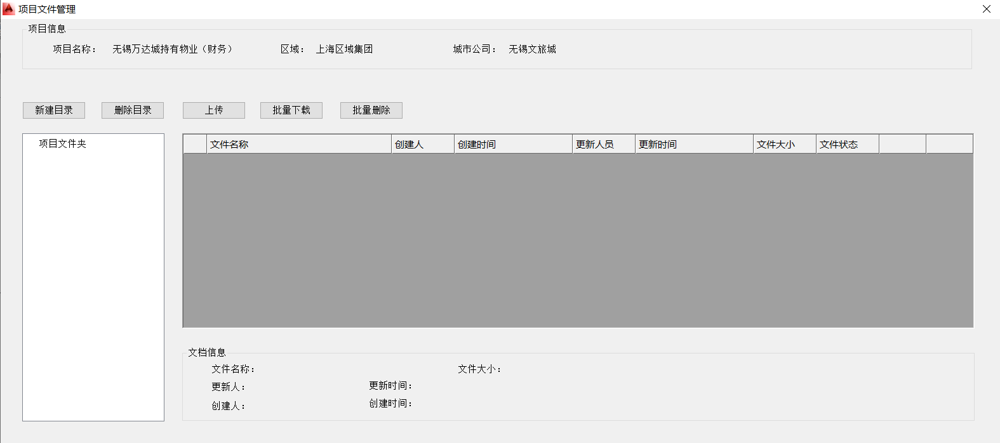 项目文件管理
项目信息
项目名称： 无锡万达城持有物业（财务） 区域： 上海区域集团 城市公司： 无锡文旅城
新建目录 删除目录 上传 批量下载 批量删除
项目文件夹
文件名称 创建人 创建时间 更新人员 更新时间 文件大小 文件状态
文档信息
文件名称： 文件大小：
更新人： 更新时间：
创建人： 创建时间：